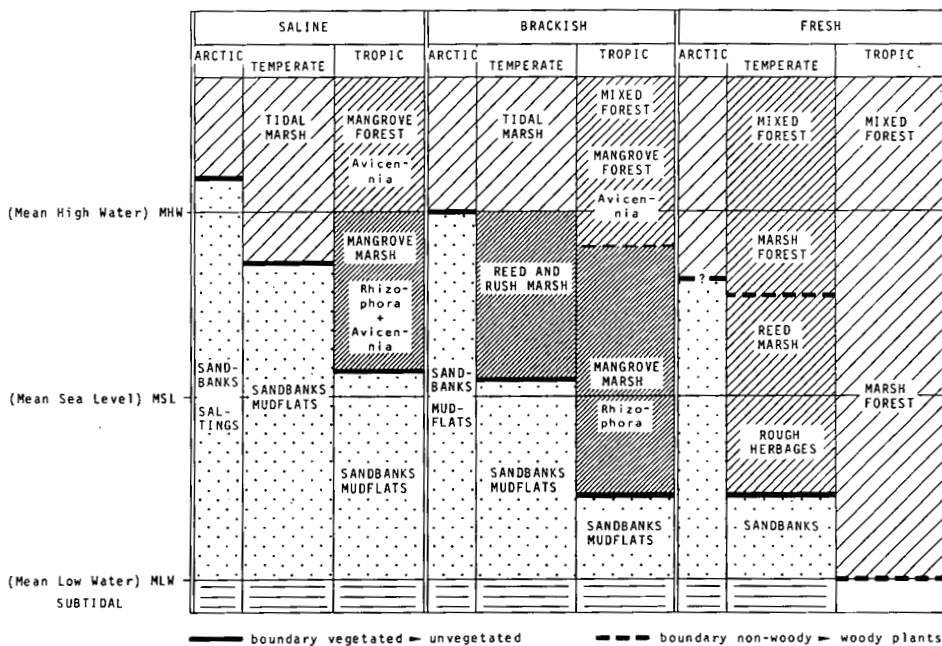 SALINE
BRACKISH
FRESH
ARCTIC
TEMPERATE
TROPIC
ARCTIC
TEMPERATE
TROPIC
ARCTIC
TEMPERATE
TROPIC
TIDAL
MARSH
MANGROVE
FOREST
Avicen-
nia
TIDAL
MARSH
MIXED
FOREST
MANGROVE
FOREST
Avicen-
nia
MIXED
FOREST
MIXED
FOREST
(Mean High Water) MHW
MANGROVE
MARSH
Rhizo-
phora
+
Avicen-
nia
REED AND
RUSH MARSH
MARSH
FOREST
?
REED
MARSH
SAND-
BANKS
SAL-
TINGS
SANDBANKS
MUDFLATS
SAND-
BANKS
MUD-
FLATS
MANGROVE
MARSH
Rhizo-
phora
MARSH
FOREST
(Mean Sea Level) MSL
ROUGH
HERBAGES
SANDBANKS
MUDFLATS
SANDBANKS
MUDFLATS
SANDBANKS
MUDFLATS
SANDBANKS
(Mean Low Water) MLW
SUBTIDAL
boundary vegetated ► unvegetated
boundary non-woody ► woody plants